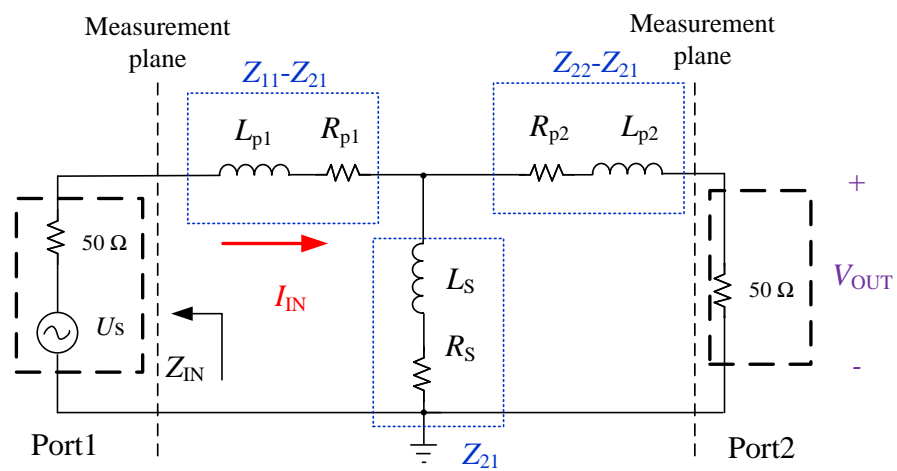 Measurement
plane
Measurement
plane
Z11-Z21
Z22-Z21
Lp1
Rp1
Rp2
Lp2
50 Ω
US
IIN
ZIN
LS
RS
50 Ω
+
VOUT
-
Port1
Z21
Port2